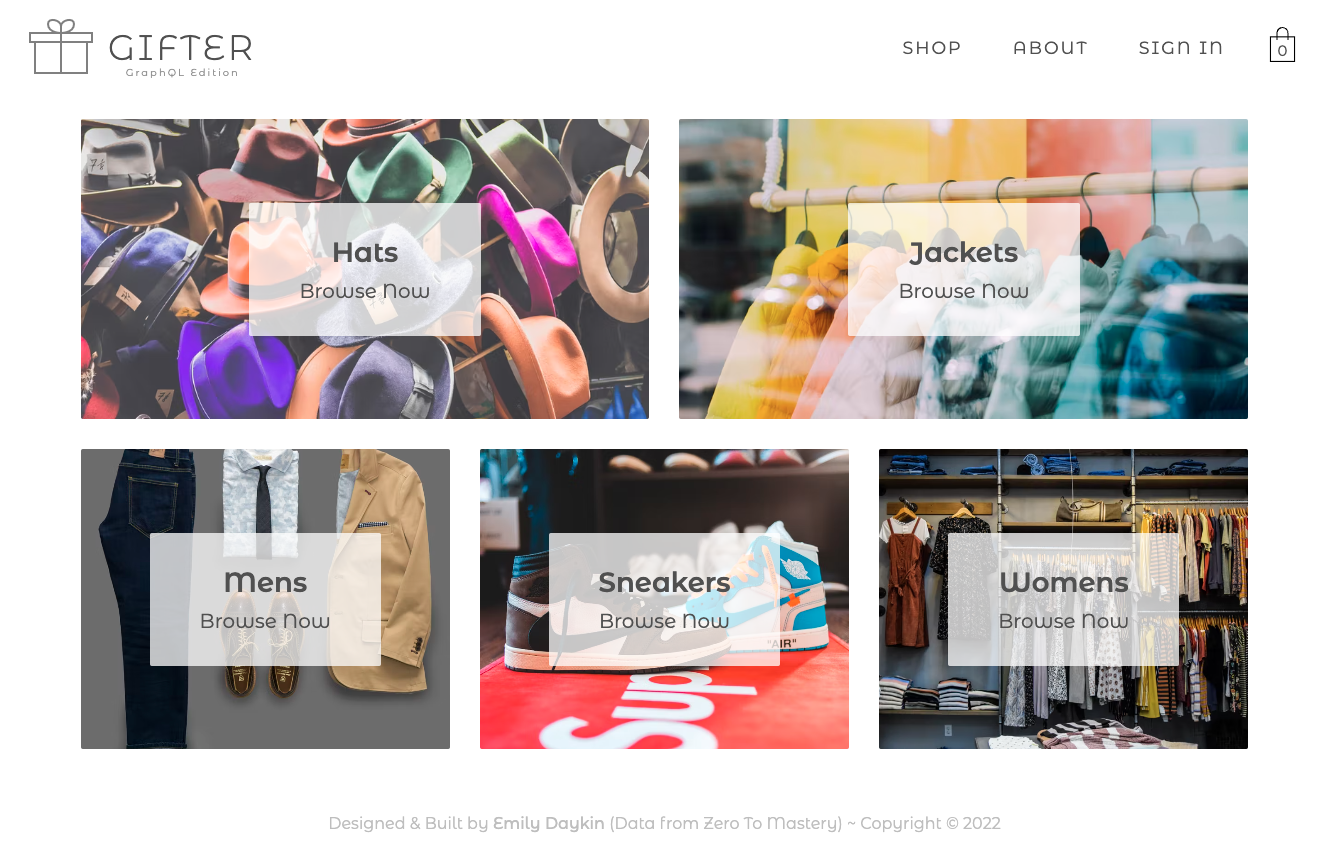 GIFTER
GraphQL Edition
SHOP
ABOUT
SIGN IN
0
Hats
Browse Now
Jackets
Browse Now
Mens
Browse Now
Sneakers
Browse Now
"AIR"
Sup
Womens
Browse Now
Designed & Built by Emily Daykin (Data from Zero To Mastery) ~ Copyright © 2022